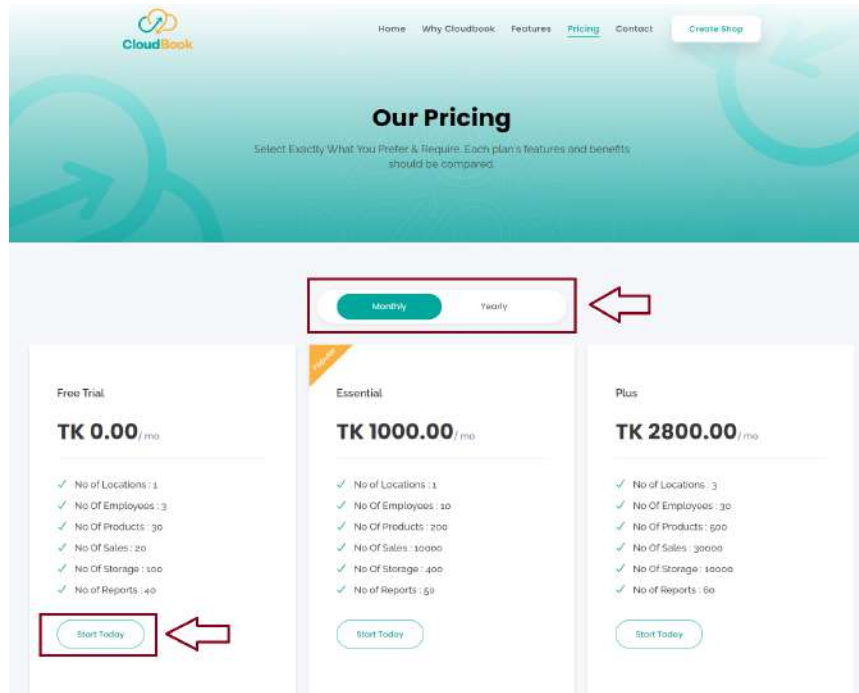 CloudBook
Home Why Cloudbook Features Pricing Contact Create Shop
Our Pricing
Select Exactly What You Prefer & Require. Each plan's features and benefits
should be compared.
Monthly Yearly
Popular
Free Trial
TK 0.00/ mo
No of Locations : 1
No Of Employees : 3
No Of Products : 30
No Of Sales : 20
No Of Storage : 100
No of Reports : 40
Start Today
Essential
TK 1000.00/ mo
No of Locations : 1
No Of Employees : 10
No Of Products : 200
No Of Sales : 10000
No Of Storage : 400
No of Reports : 50
Start Today
Plus
TK 2800.00/ mo
No of Locations : 3
No Of Employees : 30
No Of Products : 500
No Of Sales : 30000
No Of Storage : 10000
No of Reports : 60
Start Today